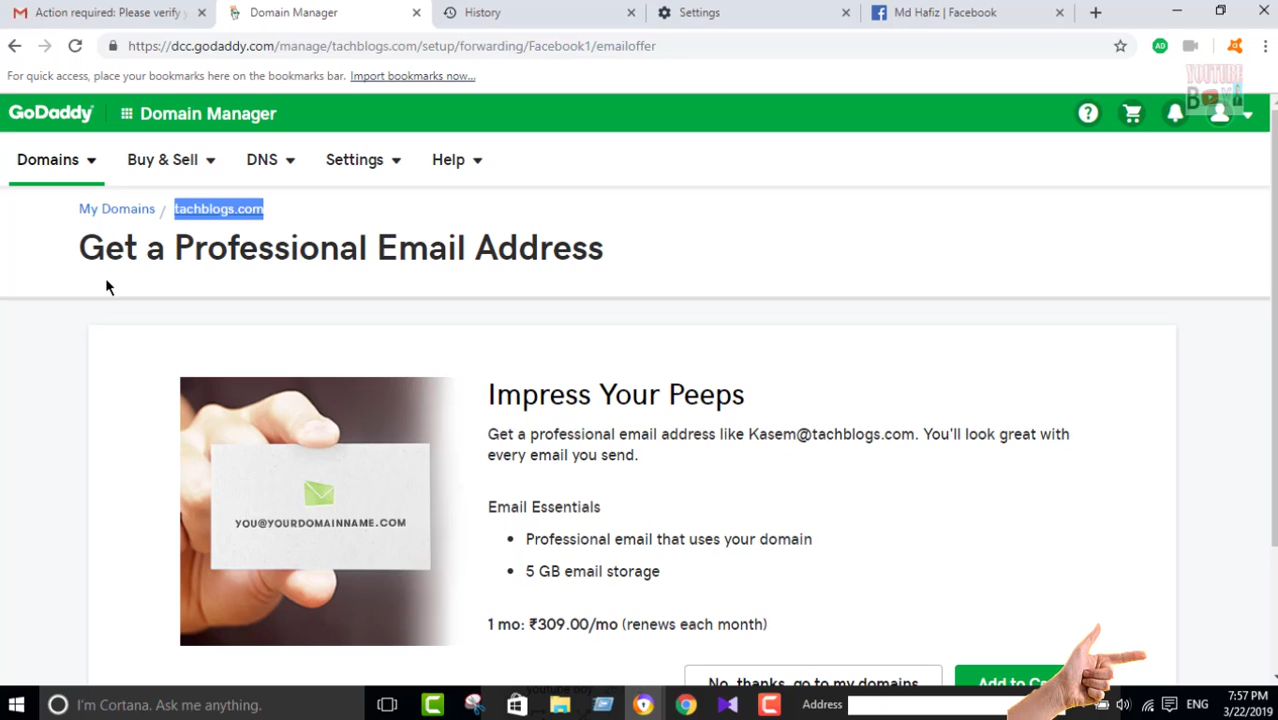 Action required: Please verify
Domain Manager
History
Settings
Md Hafiz | Facebook
https://dcc.godaddy.com/manage/tachblogs.com/setup/forwarding/Facebook1/emailoffer
AD
For quick access, place your bookmarks here on the bookmarks bar. Import bookmarks now...
YOUTUBE
GoDaddy Domain Manager
Domains Buy & Sell DNS Settings Help
My Domains / tachblogs.com
Get a Professional Email Address
Impress Your Peeps
Get a professional email address like Kasem@tachblogs.com. You'll look great with
every email you send.
YOU@YOURDOMAINNAME.COM
Email Essentials
• Professional email that uses your domain
• 5 GB email storage
1 mo: ₹309.00/mo (renews each month)
No, thanks, go to my domains
Add to
I'm Cortana. Ask me anything.
Address
7:57 PM
3/22/2019